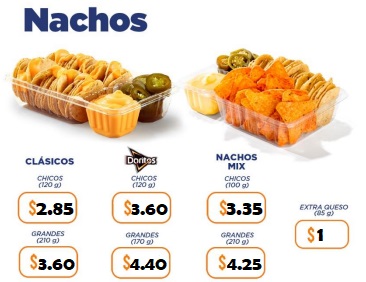 Nachos
CLÁSICOS
CHICOS
(120 g)
$2.85
GRANDES
(210 g)
$3.60
Doritos
CHICOS
(120 g)
$3.60
GRANDES
(170 g)
$4.40
NACHOS
MIX
CHICOS
(100 g)
$3.35
GRANDES
(210 g)
$4.25
EXTRA QUESO
(85 g)
$1